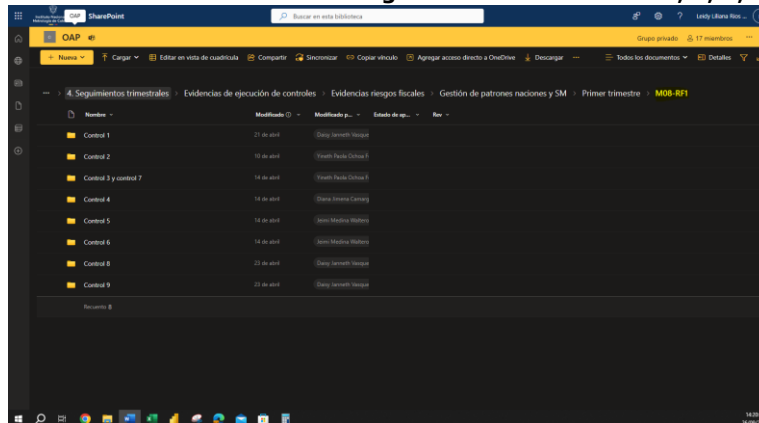 SharePoint
Buscar en esta biblioteca
Leidy Liliana Rios ...
OAP
OAP
Grupo privado 17 miembros
+ Nueva Cargar Editar en vista de cuadrícula Compartir Sincronizar Copiar vínculo Agregar acceso directo a OneDrive Descargar ... Todos los documentos Detalles
... > 4. Seguimientos trimestrales > Evidencias de ejecución de controles > Evidencias riesgos fiscales > Gestión de patrones naciones y SM > Primer trimestre > M08-RF1
Nombre Modificado Modificado p... Estado de ap... Rev
Control 1 21 de abril Daisy Janneth Vasque
Control 2 10 de abril Yineth Paola Ochoa
Control 3 y control 7 14 de abril Yineth Paola Ochoa
Control 4 14 de abril Diana Jimena Camarg
Control 5 14 de abril Jenni Medina Waltero
Control 6 14 de abril Jenni Medina Waltero
Control 8 23 de abril Daisy Janneth Vasque
Control 9 23 de abril Daisy Janneth Vasque
Recuento 8